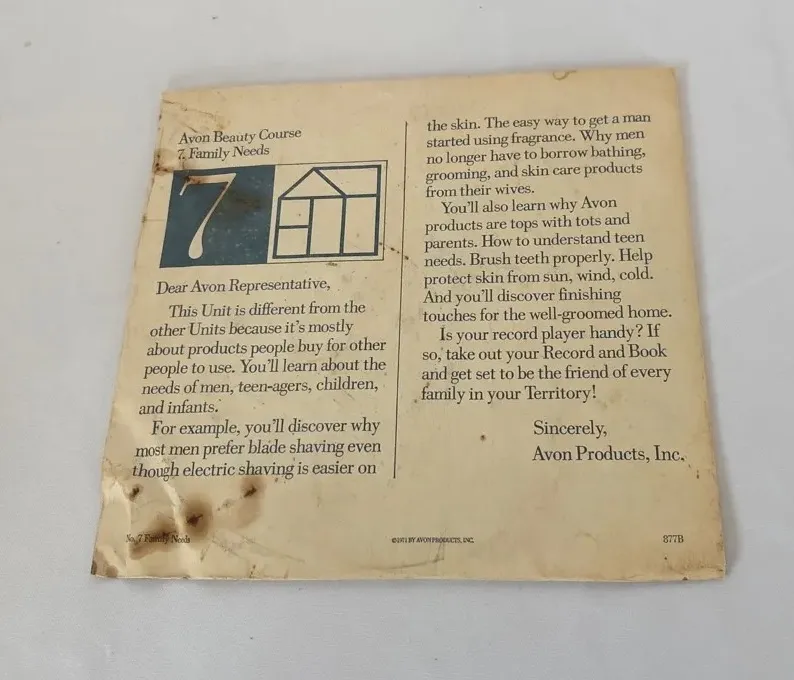 Avon Beauty Course
7. Family Needs
7
Dear Avon Representative,
This Unit is different from the
other Units because it's mostly
about products people buy for other
people to use. You'll learn about the
needs of men, teen-agers, children,
and infants.
For example, you'll discover why
most men prefer blade shaving even
though electric shaving is easier on
the skin. The easy way to get a man
started using fragrance. Why men
no longer have to borrow bathing,
grooming, and skin care products
from their wives.
You'll also learn why Avon
products are tops with tots and
parents. How to understand teen
needs. Brush teeth properly. Help
protect skin from sun, wind, cold.
And you'll discover finishing
touches for the well-groomed home.
Is your record player handy? If
so, take out your Record and Book
and get set to be the friend of every
family in your Territory!
Sincerely,
Avon Products, Inc.
No. 7 Family Needs
©1971 BY AVON PRODUCTS, INC.
877B